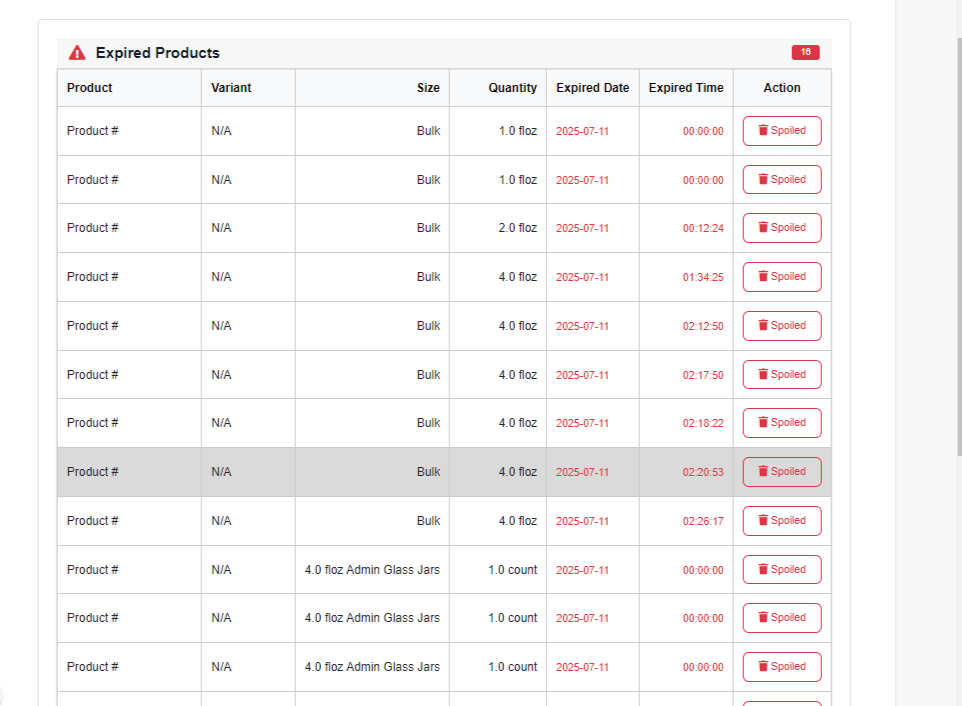 Expired Products 16
Product Variant Size Quantity Expired Date Expired Time Action
Product # N/A Bulk 1.0 floz 2025-07-11 00:00:00 Spoiled
Product # N/A Bulk 1.0 floz 2025-07-11 00:00:00 Spoiled
Product # N/A Bulk 2.0 floz 2025-07-11 00:12:24 Spoiled
Product # N/A Bulk 4.0 floz 2025-07-11 01:34:25 Spoiled
Product # N/A Bulk 4.0 floz 2025-07-11 02:12:50 Spoiled
Product # N/A Bulk 4.0 floz 2025-07-11 02:17:50 Spoiled
Product # N/A Bulk 4.0 floz 2025-07-11 02:18:22 Spoiled
Product # N/A Bulk 4.0 floz 2025-07-11 02:20:53 Spoiled
Product # N/A Bulk 4.0 floz 2025-07-11 02:26:17 Spoiled
Product # N/A 4.0 floz Admin Glass Jars 1.0 count 2025-07-11 00:00:00 Spoiled
Product # N/A 4.0 floz Admin Glass Jars 1.0 count 2025-07-11 00:00:00 Spoiled
Product # N/A 4.0 floz Admin Glass Jars 1.0 count 2025-07-11 00:00:00 Spoiled